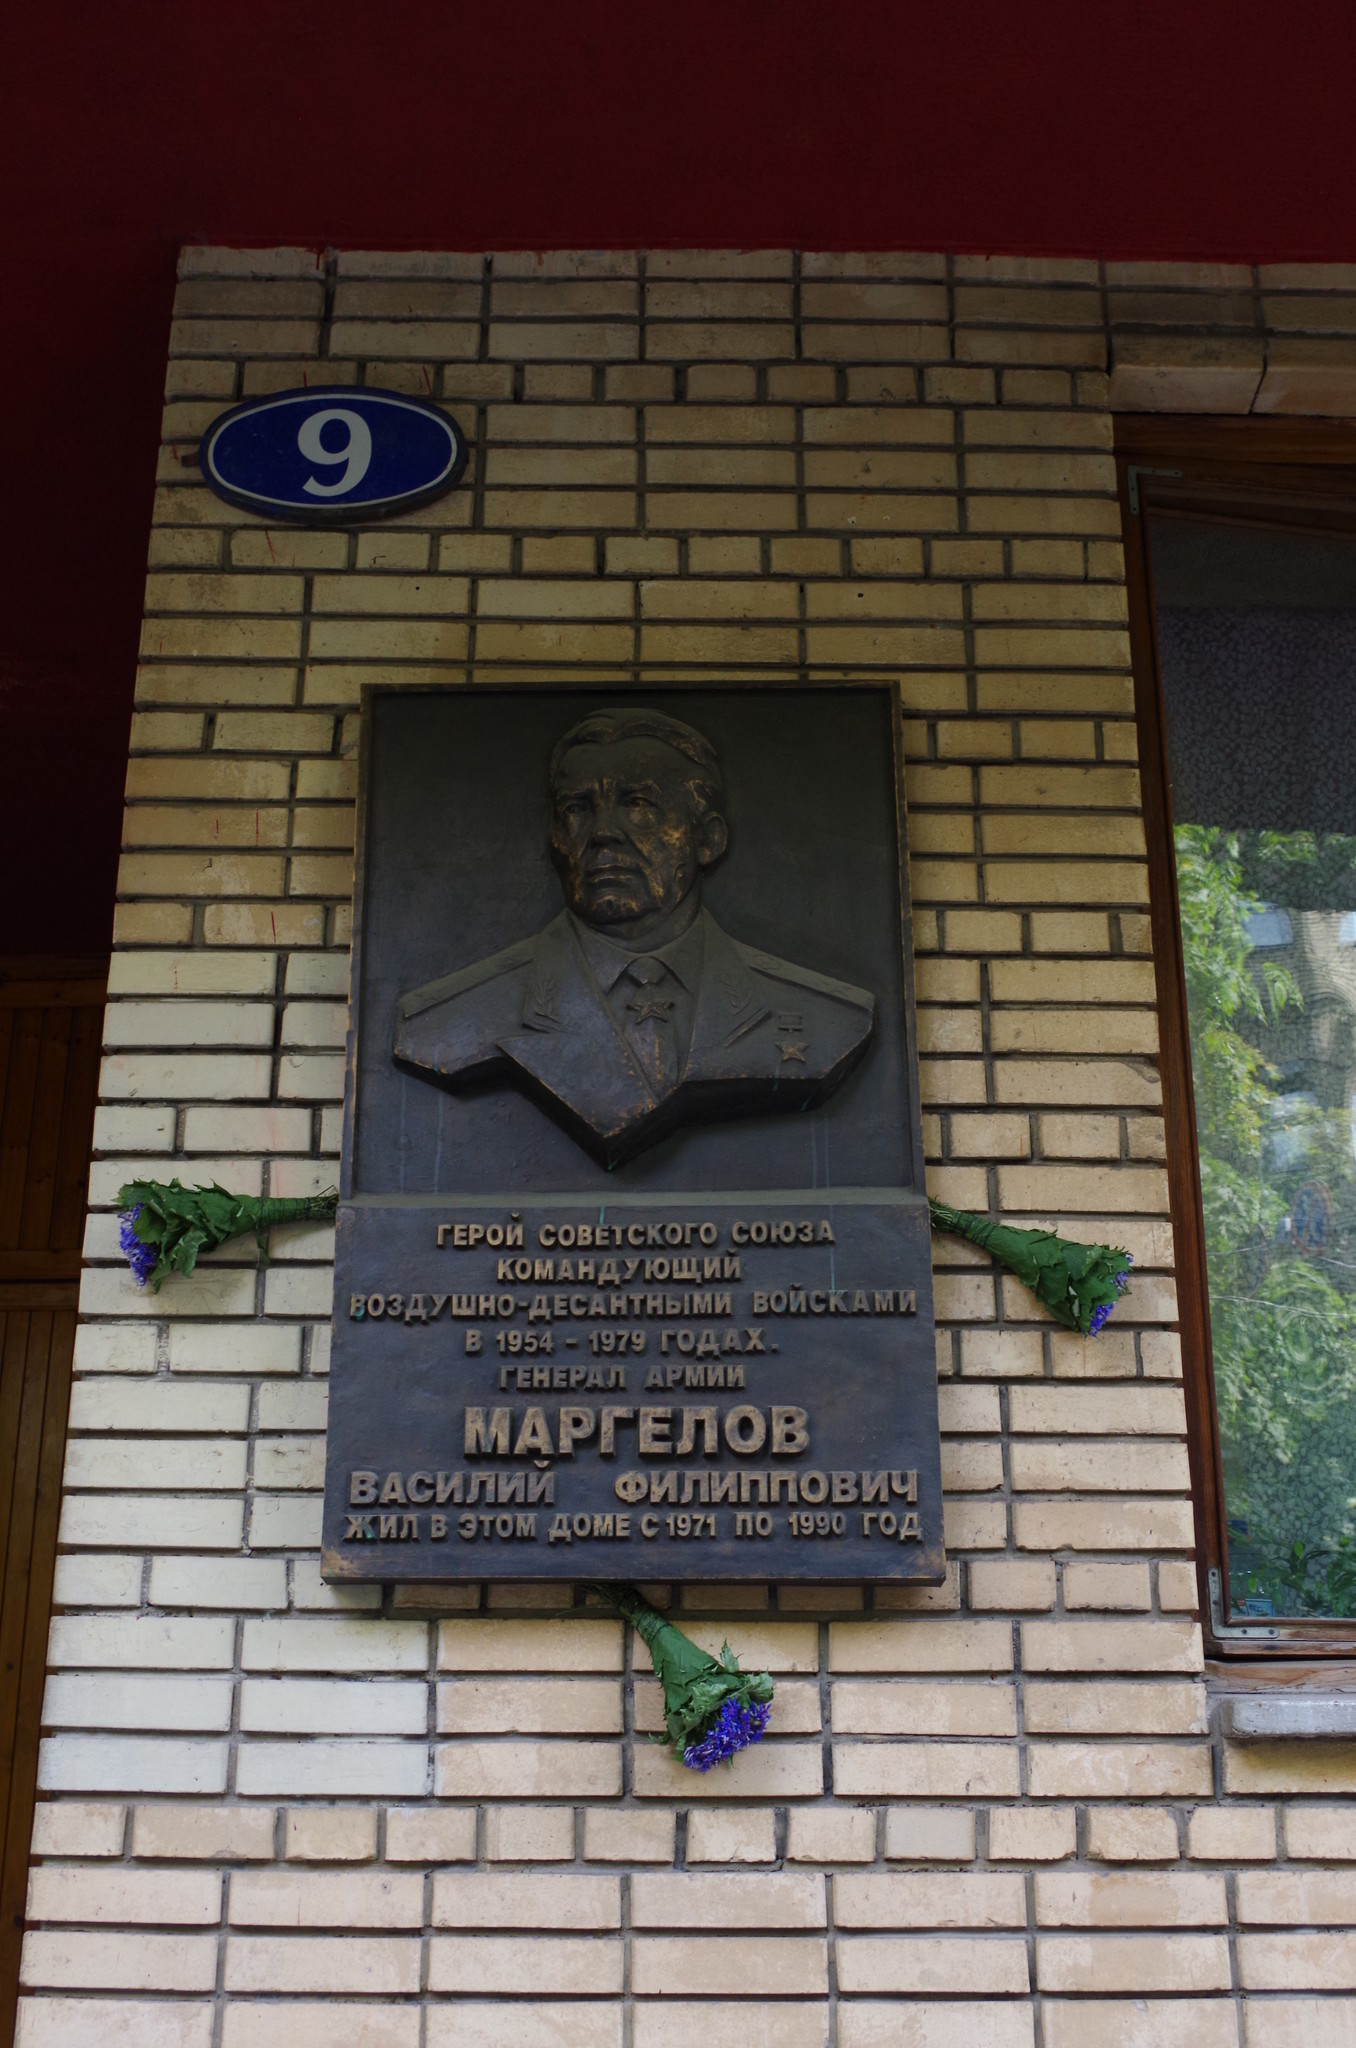 9
ГЕРОЙ СОВЕТСКОГО СОЮЗА
КОМАНДУЮЩИЙ
ВОЗДУШНО-ДЕСАНТНЫМИ ВОЙСКАМИ
В 1954 - 1979 ГОДАХ.
ГЕНЕРАЛ АРМИИ
МАРГЕЛОВ
ВАСИЛИЙ ФИЛИППОВИЧ
ЖИЛ В ЭТОМ ДОМЕ С 1971 ПО 1990 ГОД